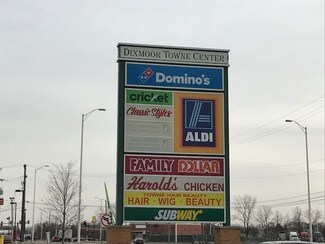 DIXMOOR TOWNE CENTER
Domino's
cricket
Classic Styles
ALDI
FAMILY DOLLAR
Harold's CHICKEN
TOWNE HAIR BEAUTY
HAIR · WIG · BEAUTY
SUBWAY